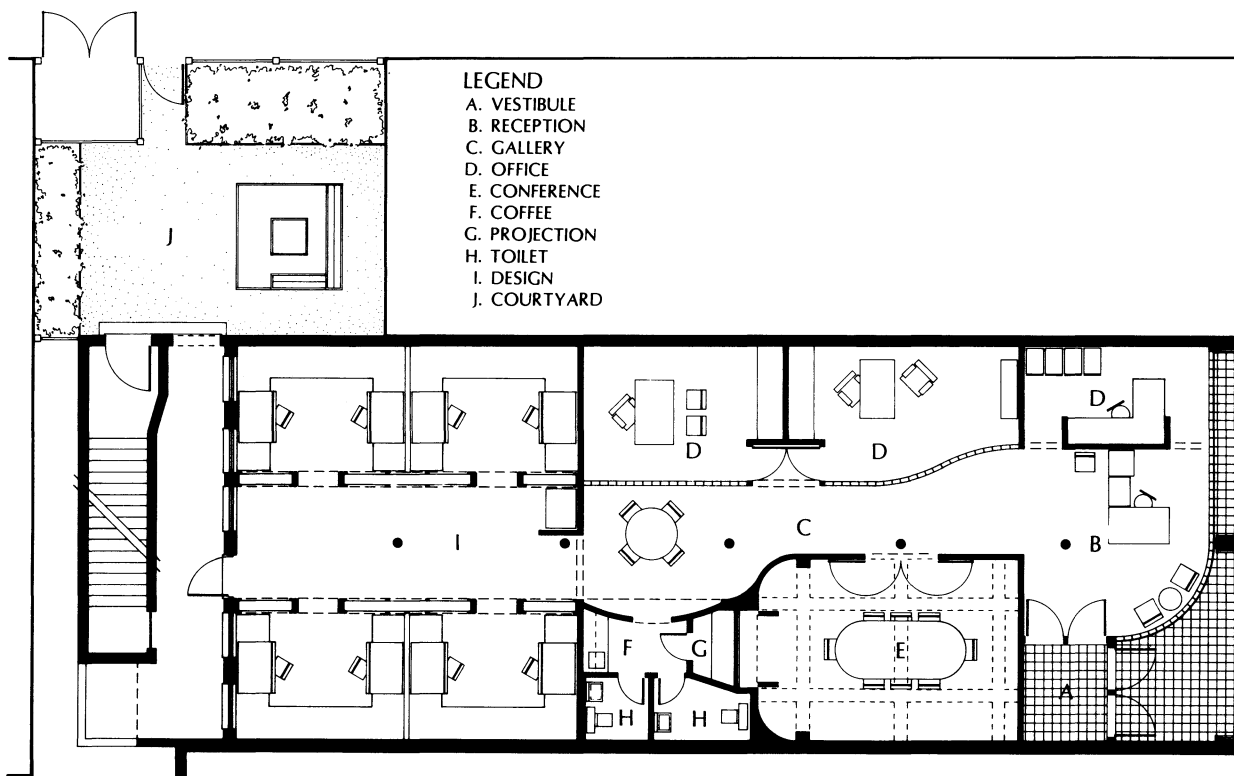 LEGEND
A. VESTIBULE
B. RECEPTION
C. GALLERY
D. OFFICE
E. CONFERENCE
F. COFFEE
G. PROJECTION
H. TOILET
I. DESIGN
J. COURTYARD
J
D
D
D
C
I
B
F
G
E
A
H
H